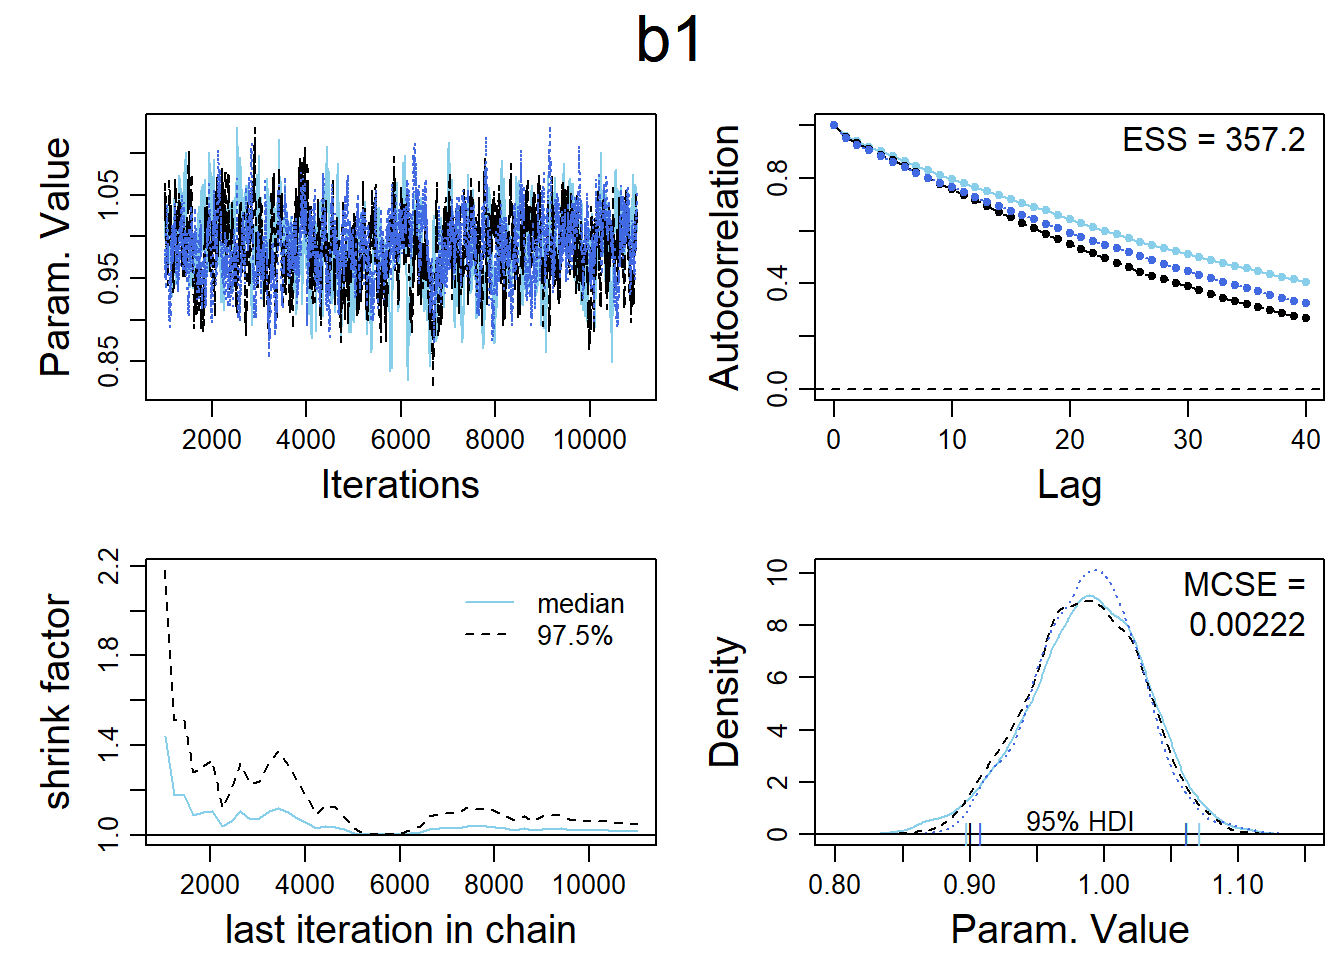 b1
Param. Value
0.85 0.95 1.05
2000 4000 6000 8000 10000
Iterations
ESS = 357.2
Autocorrelation
0.0 0.4 0.8
0 10 20 30 40
Lag
shrink factor
1.0 1.4 1.8 2.2
median
97.5%
2000 4000 6000 8000 10000
last iteration in chain
MCSE =
0.00222
Density
0 2 4 6 8 10
95% HDI
0.80 0.90 1.00 1.10
Param. Value